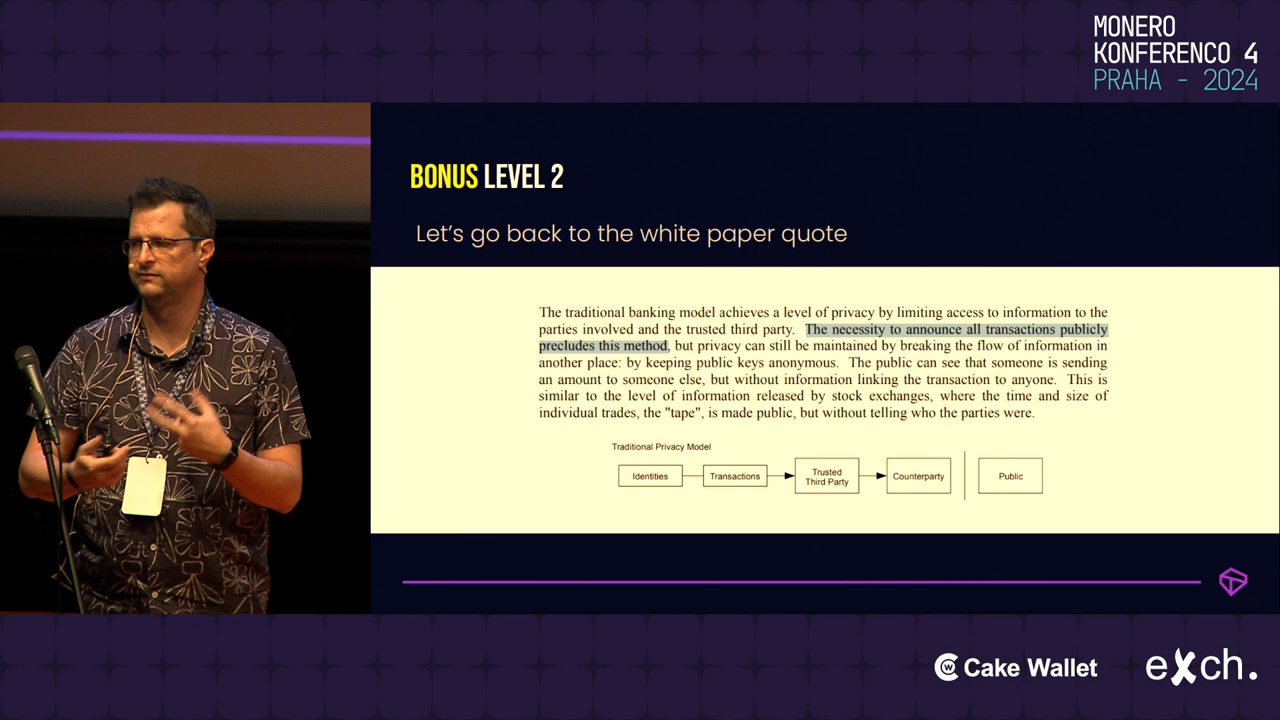 MONERO
KONFERENCO 4
PRAHA - 2024
BONUS LEVEL 2
Let's go back to the white paper quote
The traditional banking model achieves a level of privacy by limiting access to information to the
parties involved and the trusted third party. The necessity to announce all transactions publicly
precludes this method, but privacy can still be maintained by breaking the flow of information in
another place: by keeping public keys anonymous. The public can see that someone is sending
an amount to someone else, but without information linking the transaction to anyone. This is
similar to the level of information released by stock exchanges, where the time and size of
individual trades, the "tape", is made public, but without telling who the parties were.
Traditional Privacy Model
Identities
Transactions
Trusted
Third Party
Counterparty
Public
Cake Wallet
eXch.